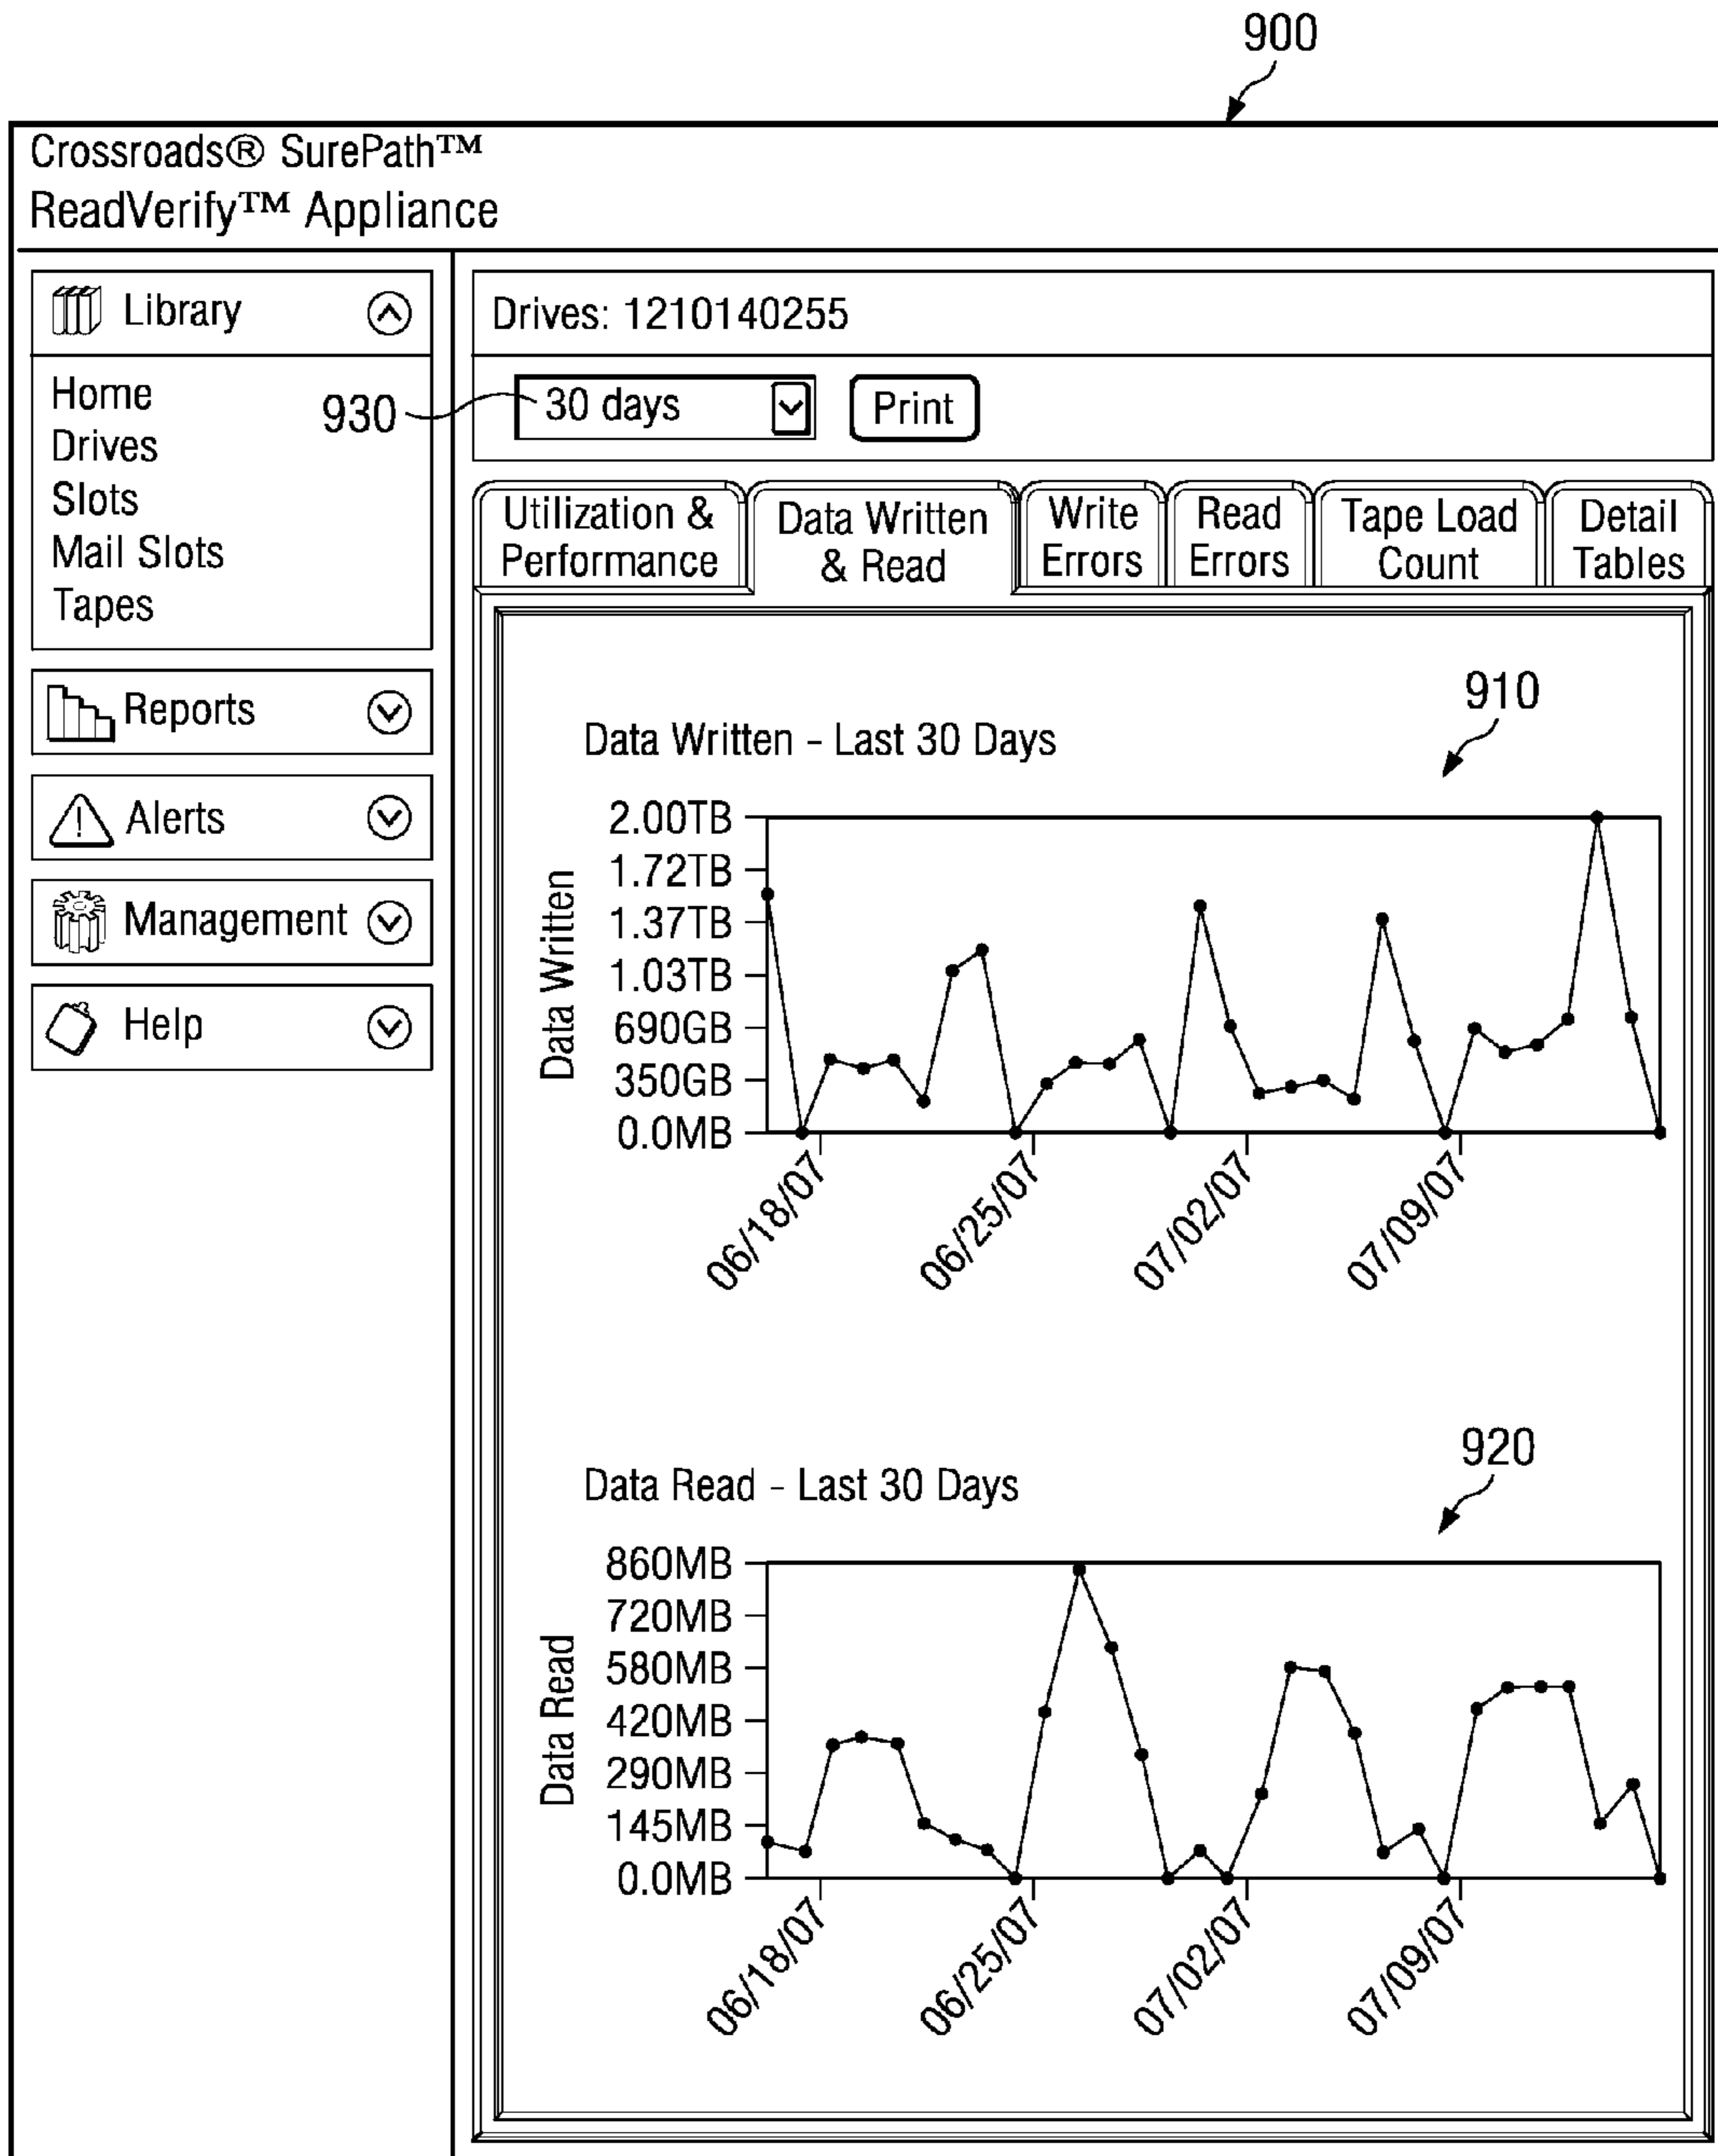 900
Crossroads® SurePath™
ReadVerify™ Appliance
Library
Home
Drives
Slots
Mail Slots
Tapes
Reports
Alerts
Management
Help
Drives: 1210140255
930
30 days
Print
Utilization &
Performance
Data Written
& Read
Write
Errors
Read
Errors
Tape Load
Count
Detail
Tables
910
Data Written - Last 30 Days
Data Written
2.00TB
1.72TB
1.37TB
1.03TB
690GB
350GB
0.0MB
06/18/07
06/25/07
07/02/07
07/09/07
920
Data Read - Last 30 Days
Data Read
860MB
720MB
580MB
420MB
290MB
145MB
0.0MB
06/18/07
06/25/07
07/02/07
07/09/07